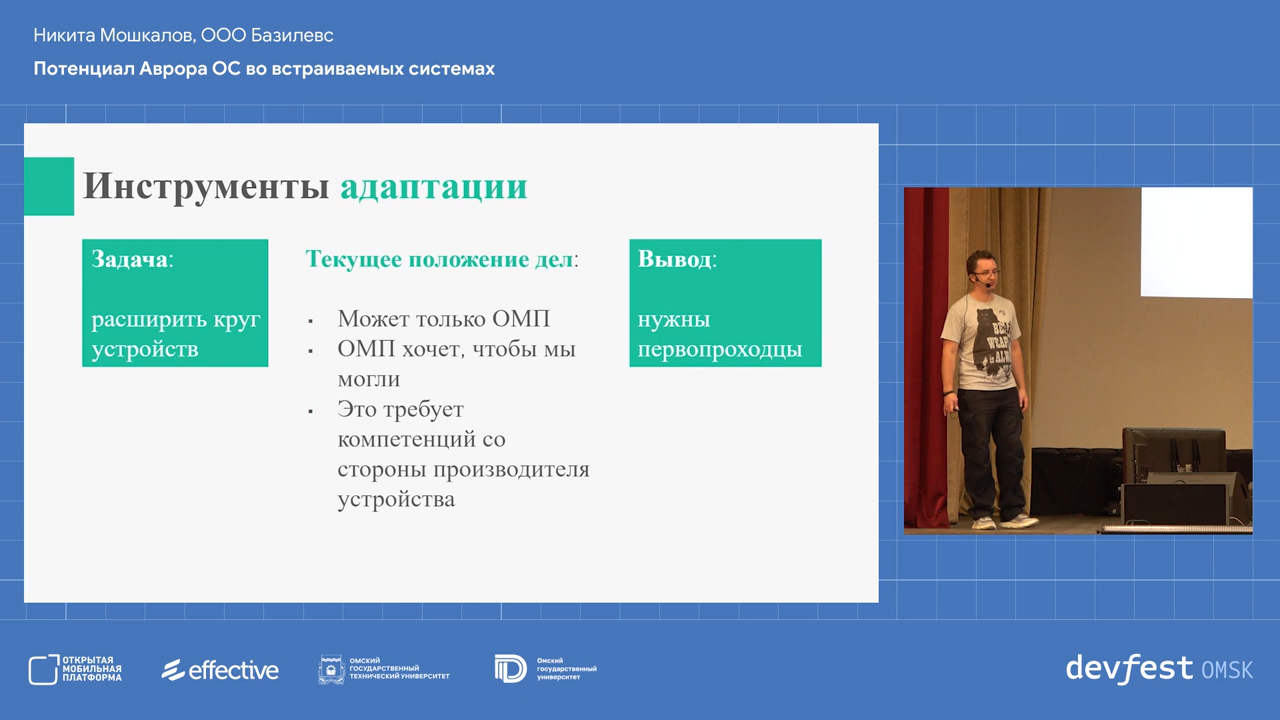 Никита Мошкалов, ООО Базилевс
Потенциал Аврора ОС во встраиваемых системах
Инструменты адаптации
Задача:
расширить круг
устройств
Текущее положение дел:
▪ Может только ОМП
▪ ОМП хочет, чтобы мы
могли
▪ Это требует
компетенций со
стороны производителя
устройства
Вывод:
нужны
первопроходцы
ОТКРЫТАЯ
МОБИЛЬНАЯ
ПЛАТФОРМА
effective
ОМСКИЙ
ГОСУДАРСТВЕННЫЙ
ТЕХНИЧЕСКИЙ УНИВЕРСИТЕТ
Омский
государственный
университет
devfest OMSK